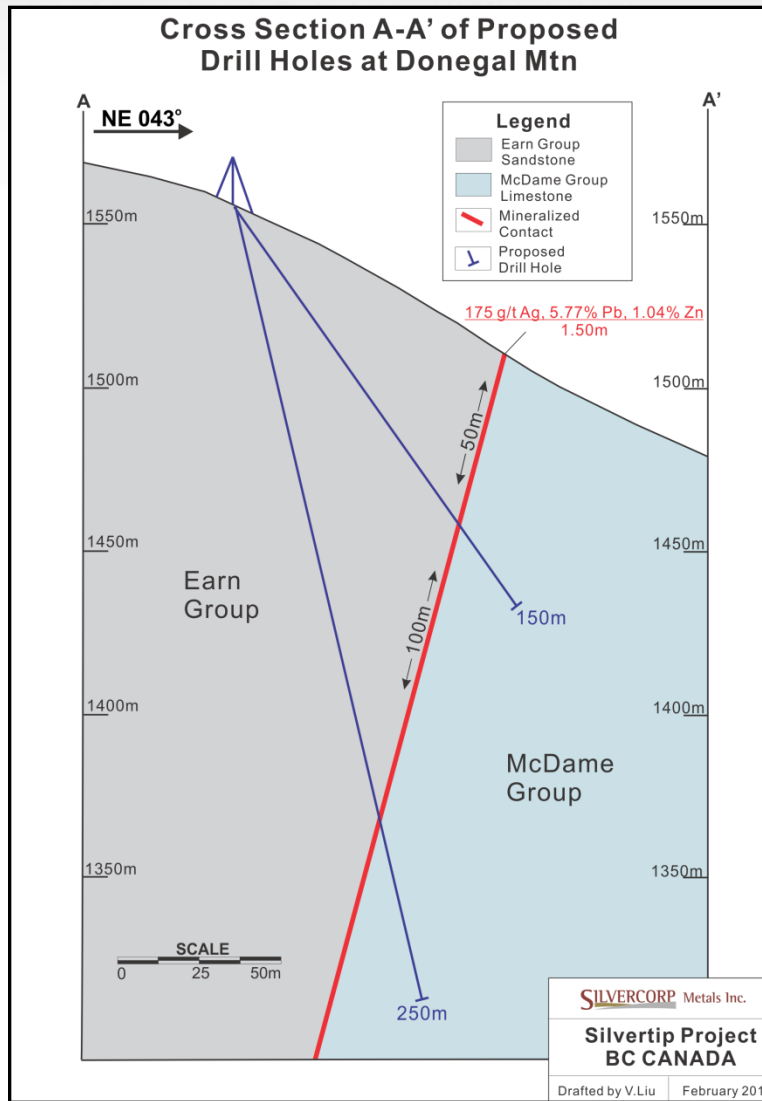 Cross Section A-A’ of Proposed
Drill Holes at Donegal Mtn
A
A’
NE 043°
Legend
Earn Group
Sandstone
McDame Group
Limestone
Mineralized
Contact
Proposed
Drill Hole
1550m
1550m
175 g/t Ag, 5.77% Pb, 1.04% Zn
1.50m
1500m
1500m
50m
1450m
1450m
Earn
Group
100m
150m
1400m
1400m
McDame
Group
1350m
1350m
SCALE
0 25 50m
250m
SILVERCORP Metals Inc.
Silvertip Project
BC CANADA
Drafted by V.Liu
February 201